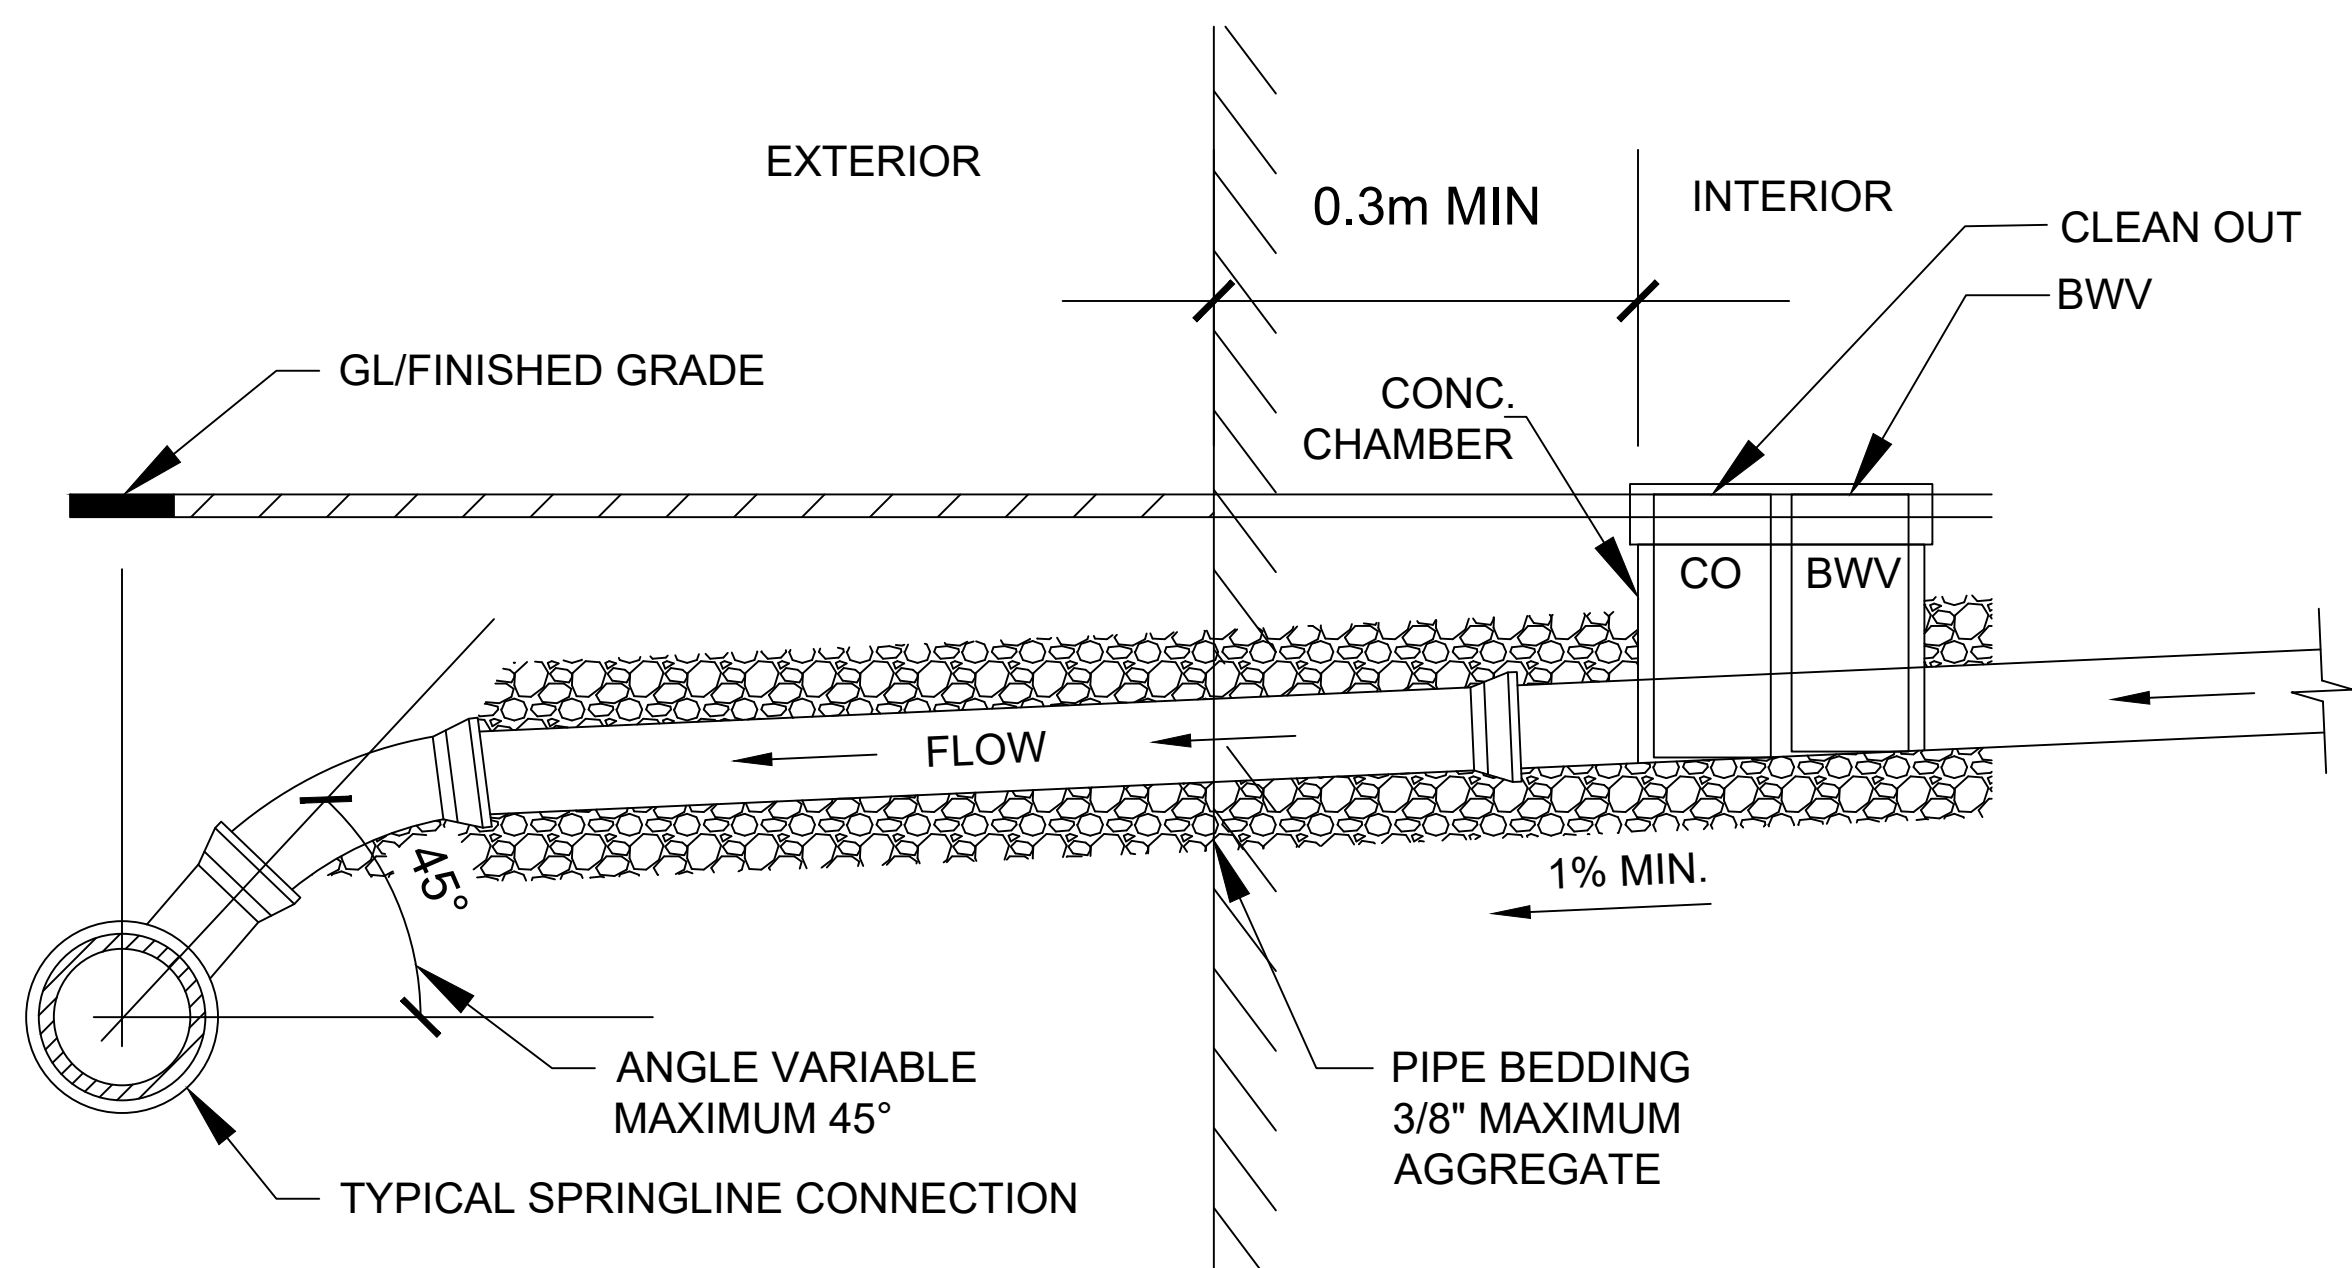 EXTERIOR
0.3m MIN
INTERIOR
CLEAN OUT
BWV
GL/FINISHED GRADE
CONC.
CHAMBER
CO
BWV
FLOW
45°
1% MIN.
ANGLE VARIABLE
MAXIMUM 45°
PIPE BEDDING
3/8" MAXIMUM
AGGREGATE
TYPICAL SPRINGLINE CONNECTION